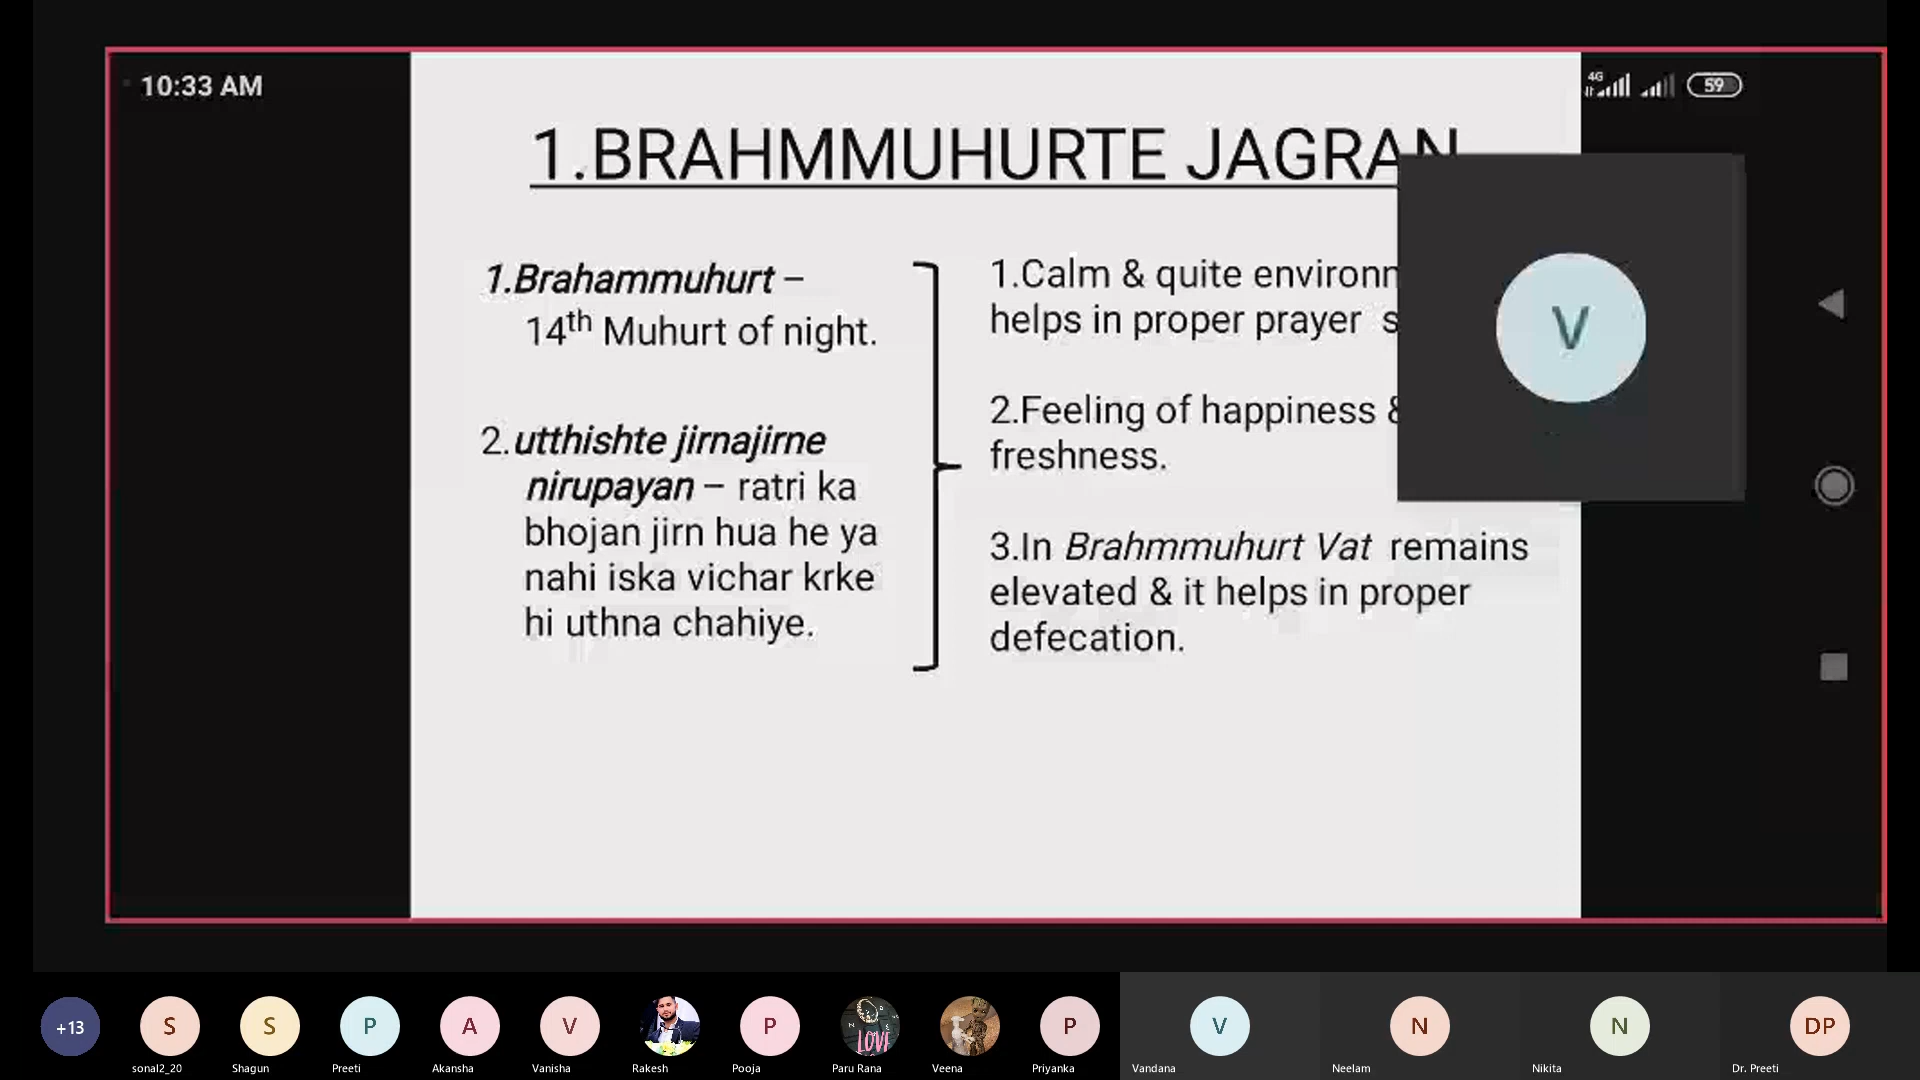 10:33 AM
4G
59
1.BRAHMMUHURTE JAGRAN
1.Brahammuhurt –
14th Muhurt of night.
2.utthishte jirnajirne
nirupayan – ratri ka
bhojan jirn hua he ya
nahi iska vichar krke
hi uthna chahiye.
1.Calm & quite
helps in proper prayer
2.Feeling of happiness &
freshness.
3.In Brahmmuhurt Vat remains
elevated & it helps in proper
defecation.
V
+13
S
S
P
A
V
P
LOVE
P
V
N
N
DP
sonal2_20
Shagun
Preeti
Akansha
Vanisha
Rakesh
Pooja
Paru Rana
Veena
Priyanka
Vandana
Neelam
Nikita
Dr. Preeti